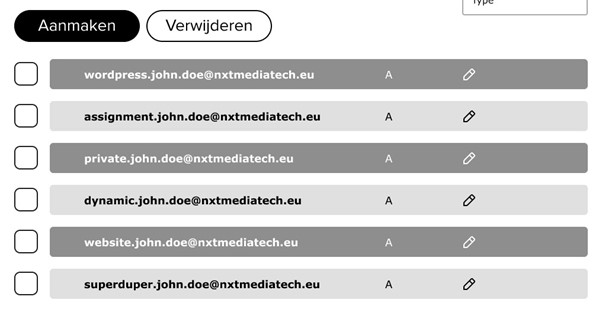 Type
Aanmaken Verwijderen
wordpress.john.doe@nxtmediatech.eu A
assignment.john.doe@nxtmediatech.eu A
private.john.doe@nxtmediatech.eu A
dynamic.john.doe@nxtmediatech.eu A
website.john.doe@nxtmediatech.eu A
superduper.john.doe@nxtmediatech.eu A